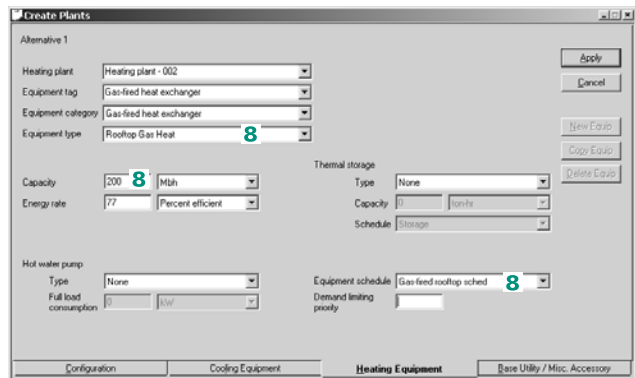 Create Plants
Alternative 1
Apply
Heating plant Heating plant - 002
Cancel
Equipment tag Gas-fired heat exchanger
Equipment category Gas-fired heat exchanger
Equipment type Rooftop Gas Heat 8
New Equip
Copy Equip
Delete Equip
Thermal storage
Capacity 200 8 Mbh
Type None
Energy rate 77 Percent efficient
Capacity 0 ton-hr
Schedule Storage
Hot water pump
Type None
Equipment schedule Gas-fired rooftop sched 8
Full load consumption 0 kW
Demand limiting priority
Configuration Cooling Equipment Heating Equipment Base Utility / Misc. Accessory